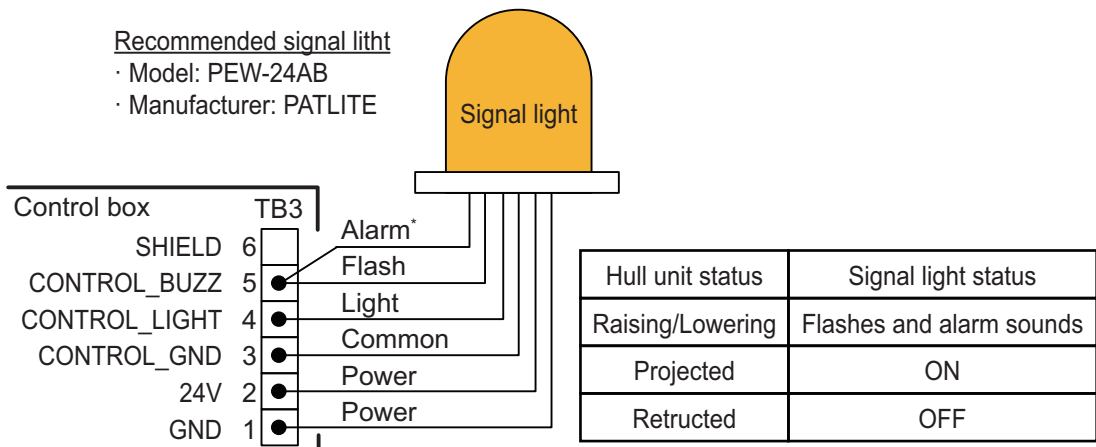 Recommended signal litht
· Model: PEW-24AB
· Manufacturer: PATLITE
Signal light
Control box TB3
SHIELD 6
Alarm*
CONTROL_BUZZ 5
Flash
CONTROL_LIGHT 4
Light
CONTROL_GND 3
Common
24V 2
Power
GND 1
Power
Hull unit status Signal light status
Raising/Lowering Flashes and alarm sounds
Projected ON
Retructed OFF